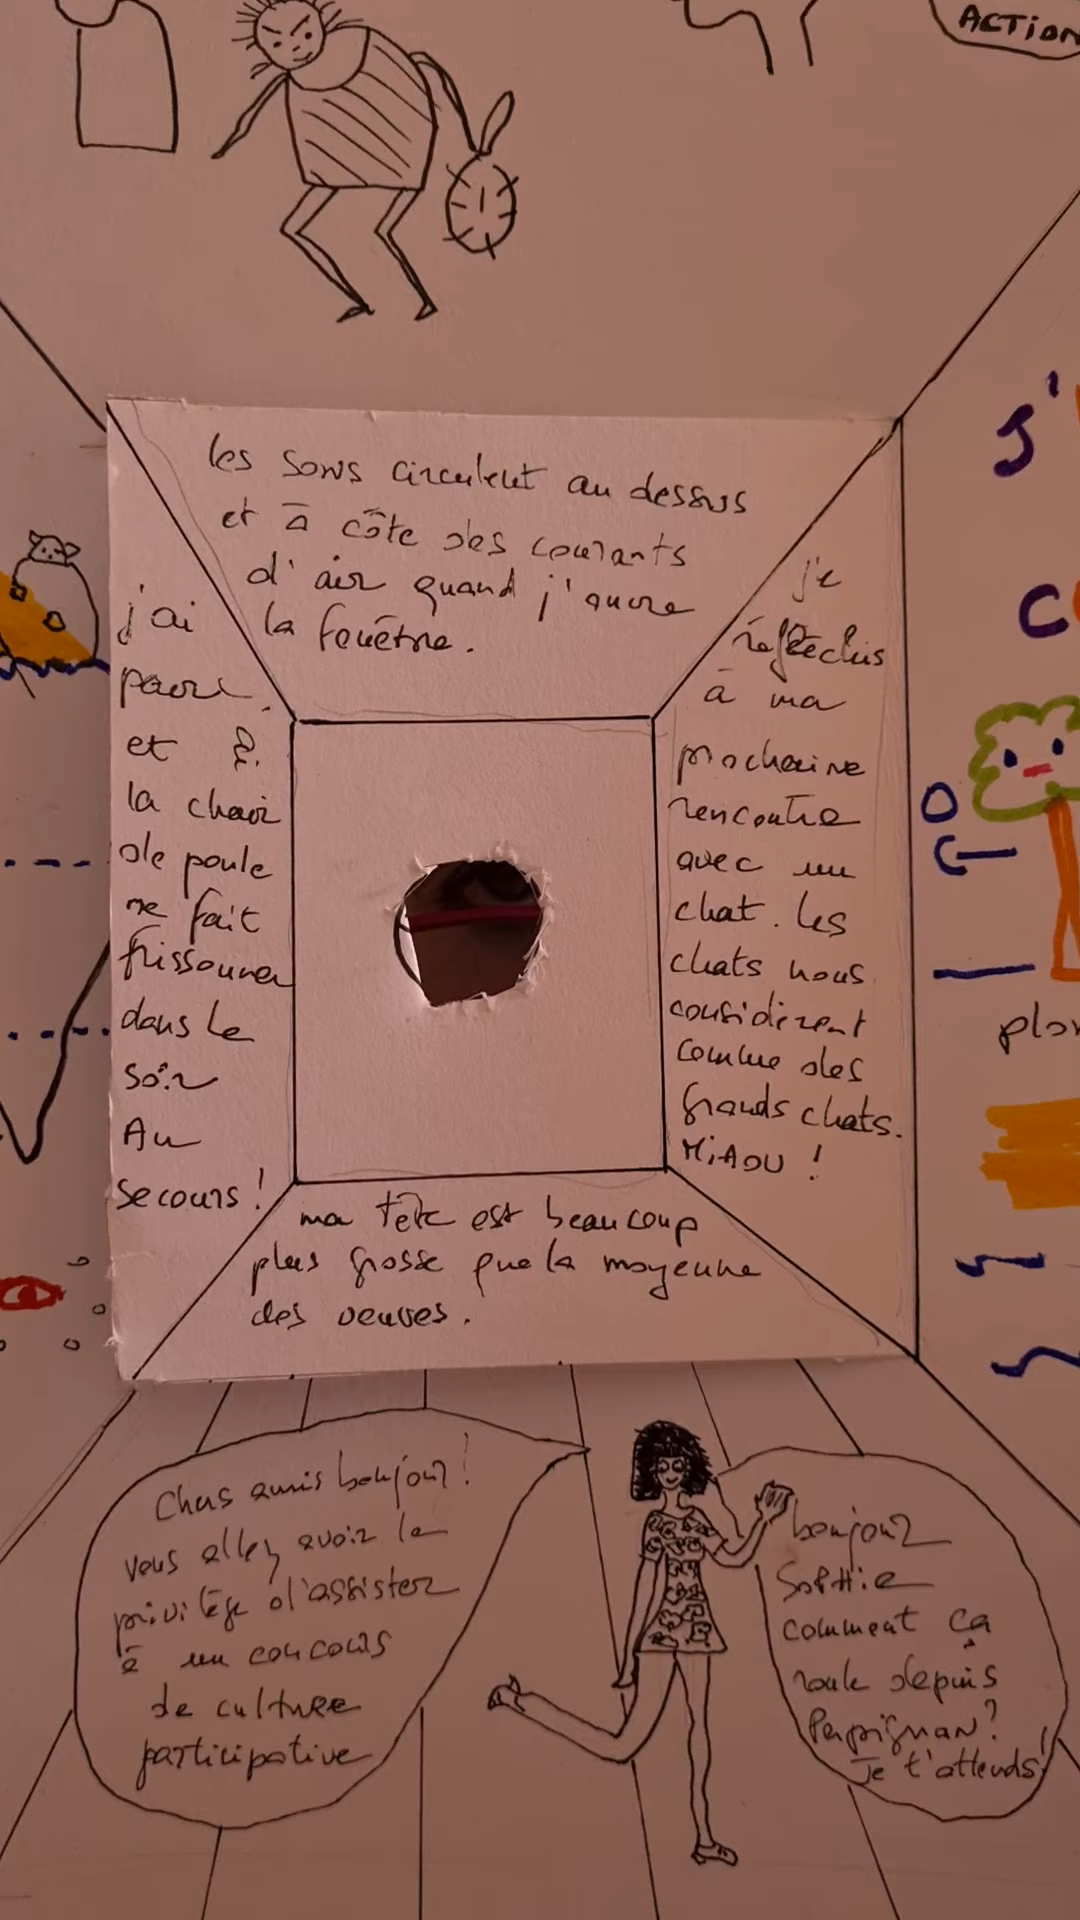 ACTION
les sons circulent au dessus
et à côte des courants
d'air quand j'ouvre
la fenêtre.
j'ai
peur
et
la chair
de poule
me fait
frissonner
dans le
soir
Au
secours !
je
réfléchis
à ma
prochaine
rencontre
avec un
chat. les
chats nous
considèrent
comme des
grands chats.
MiAOU !
ma tête est beaucoup
plus grosse que la moyenne
des veuves.
J'
C
plon
Chers amis bonjour !
vous allez avoir le
privilège d'assister
à un concours
de culture
participative
bonjour
Sophie
comment ça
roule depuis
Perpignan ?
Je t'attends !